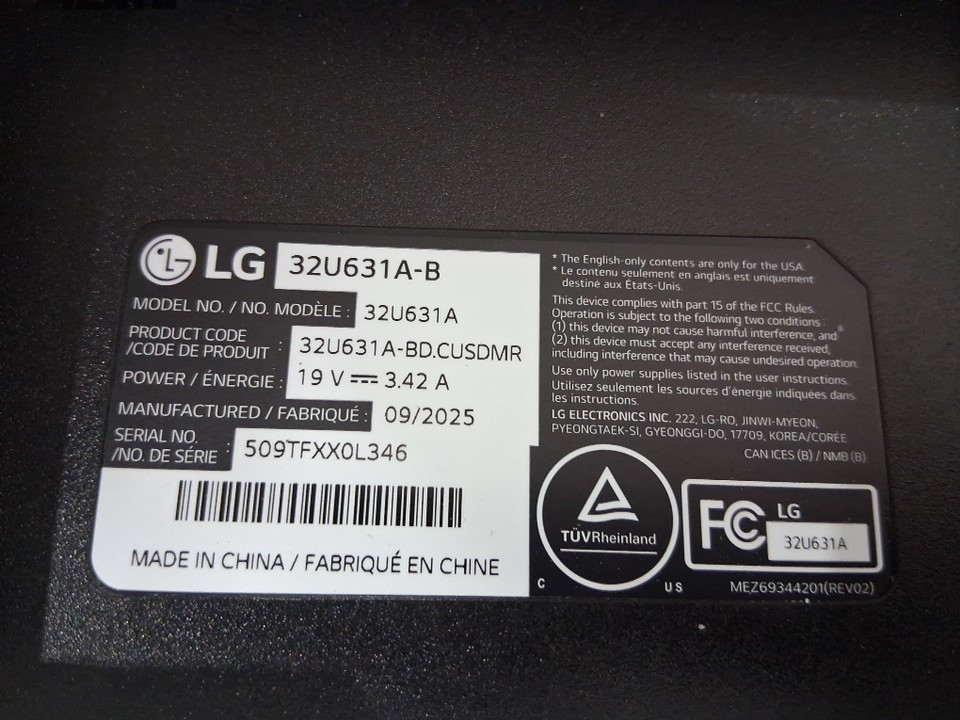 LG 32U631A-B
MODEL NO. / NO. MODÈLE : 32U631A
PRODUCT CODE
/CODE DE PRODUIT : 32U631A-BD.CUSDMR
POWER / ÉNERGIE : 19 V ⎓ 3.42 A
MANUFACTURED / FABRIQUÉ : 09/2025
SERIAL NO.
/NO. DE SÉRIE : 509TFXX0L346
MADE IN CHINA / FABRIQUÉ EN CHINE
* The English-only contents are only for the USA.
* Le contenu seulement en anglais est uniquement
destiné aux États-Unis.
This device complies with part 15 of the FCC Rules.
Operation is subject to the following two conditions:
(1) this device may not cause harmful interference, and
(2) this device must accept any interference received,
including interference that may cause undesired operation.
Use only power supplies listed in the user instructions.
Utilisez seulement les sources d'énergie indiquées dans
les instructions.
LG ELECTRONICS INC. 222, LG-RO, JINWI-MYEON,
PYEONGTAEK-SI, GYEONGGI-DO, 17709, KOREA/CORÉE
CAN ICES (B) / NMB (B)
TÜVRheinland
C US
FC LG
32U631A
MEZ69344201(REV02)